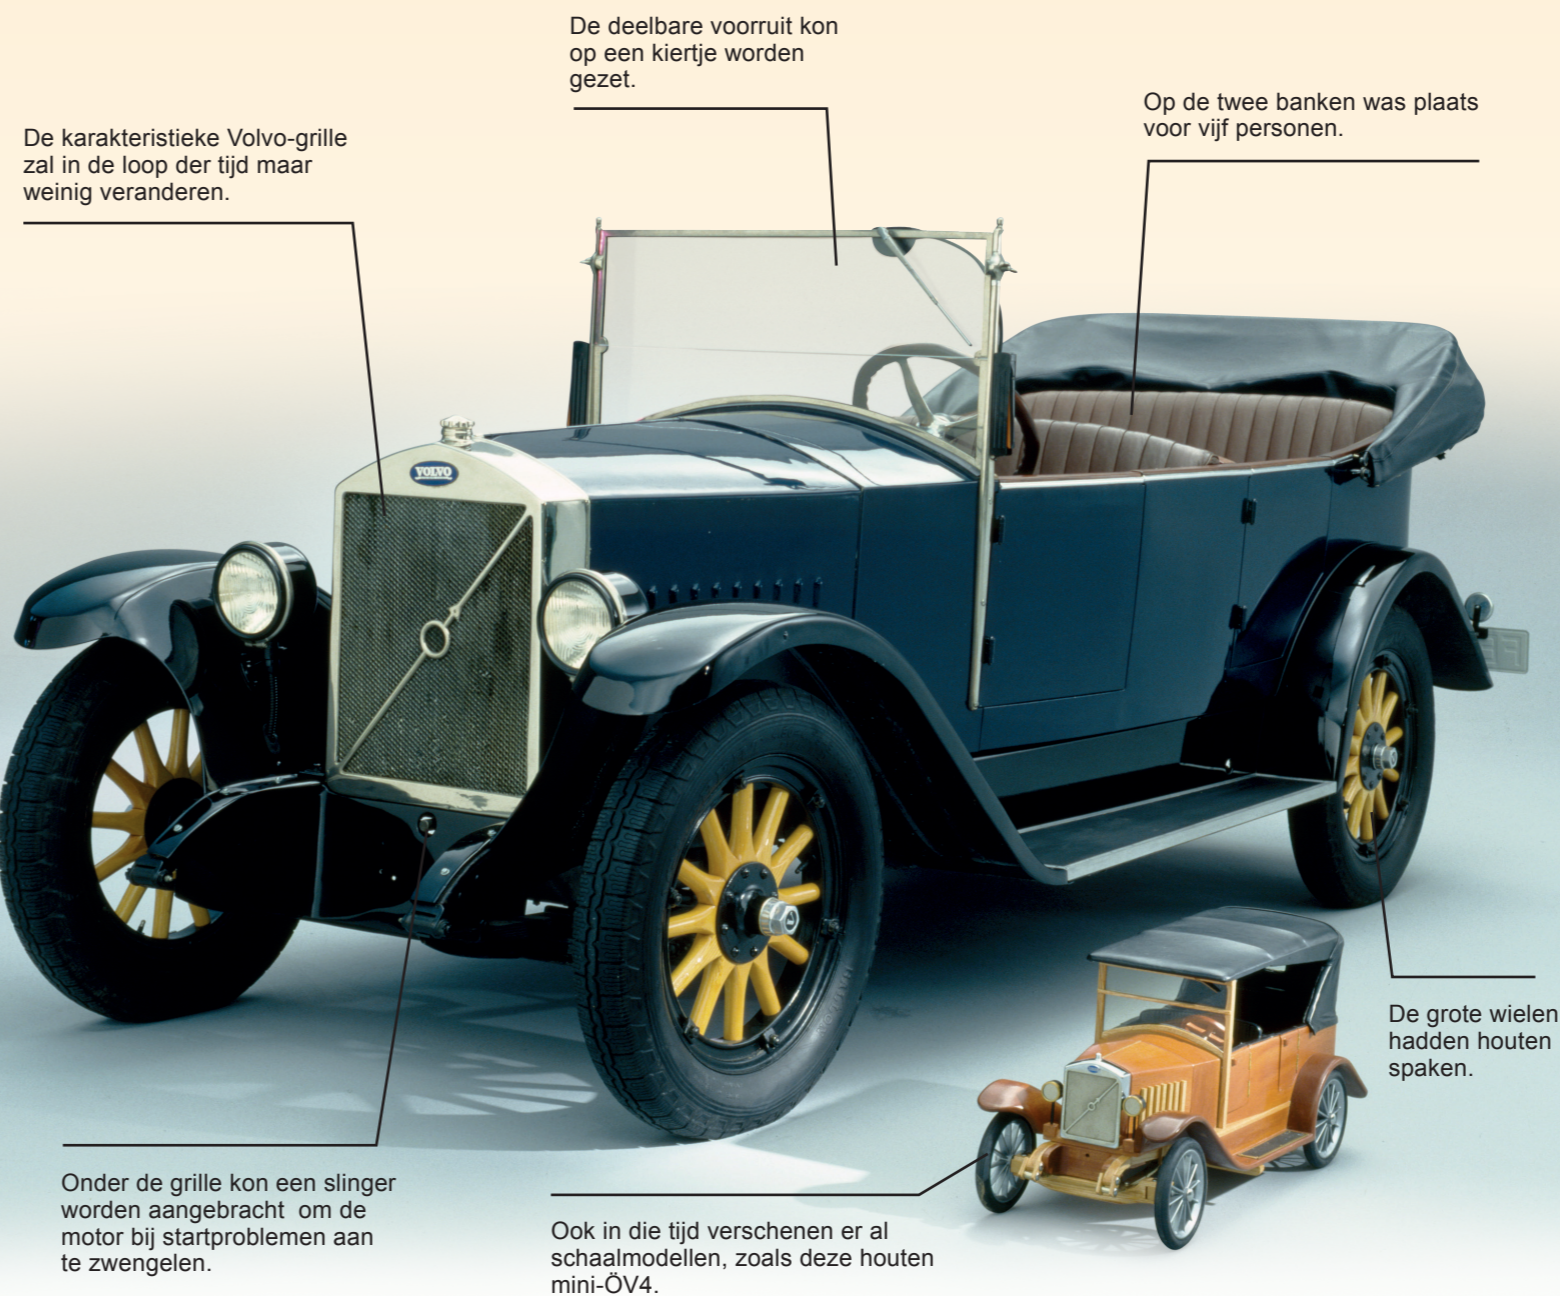 De deelbare voorruit kon
op een kiertje worden
gezet.
Op de twee banken was plaats
voor vijf personen.
De karakteristieke Volvo-grille
zal in de loop der tijd maar
weinig veranderen.
VOLVO
De grote wielen
hadden houten
spaken.
Onder de grille kon een slinger
worden aangebracht  om de
motor bij startproblemen aan
te zwengelen.
Ook in die tijd verschenen er al
schaalmodellen, zoals deze houten
mini-ÖV4.